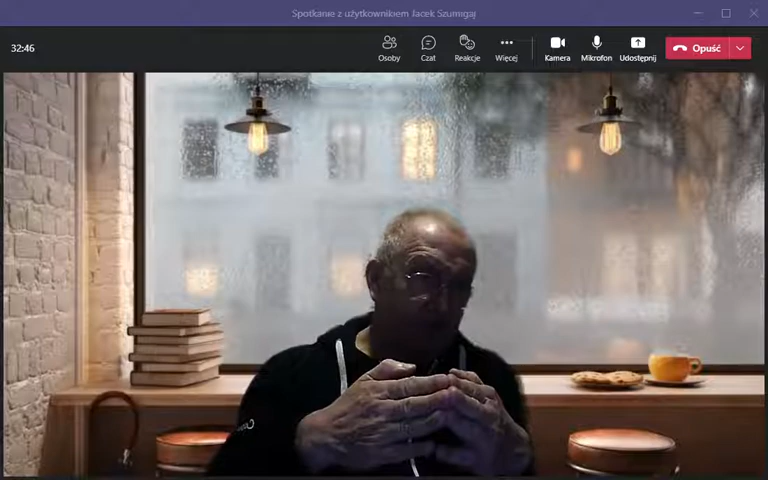 Spotkanie z użytkownikiem Jacek Szumigaj
32:46
Osoby
Czat
Reakcje
Więcej
Kamera
Mikrofon
Udostępnij
Opuść